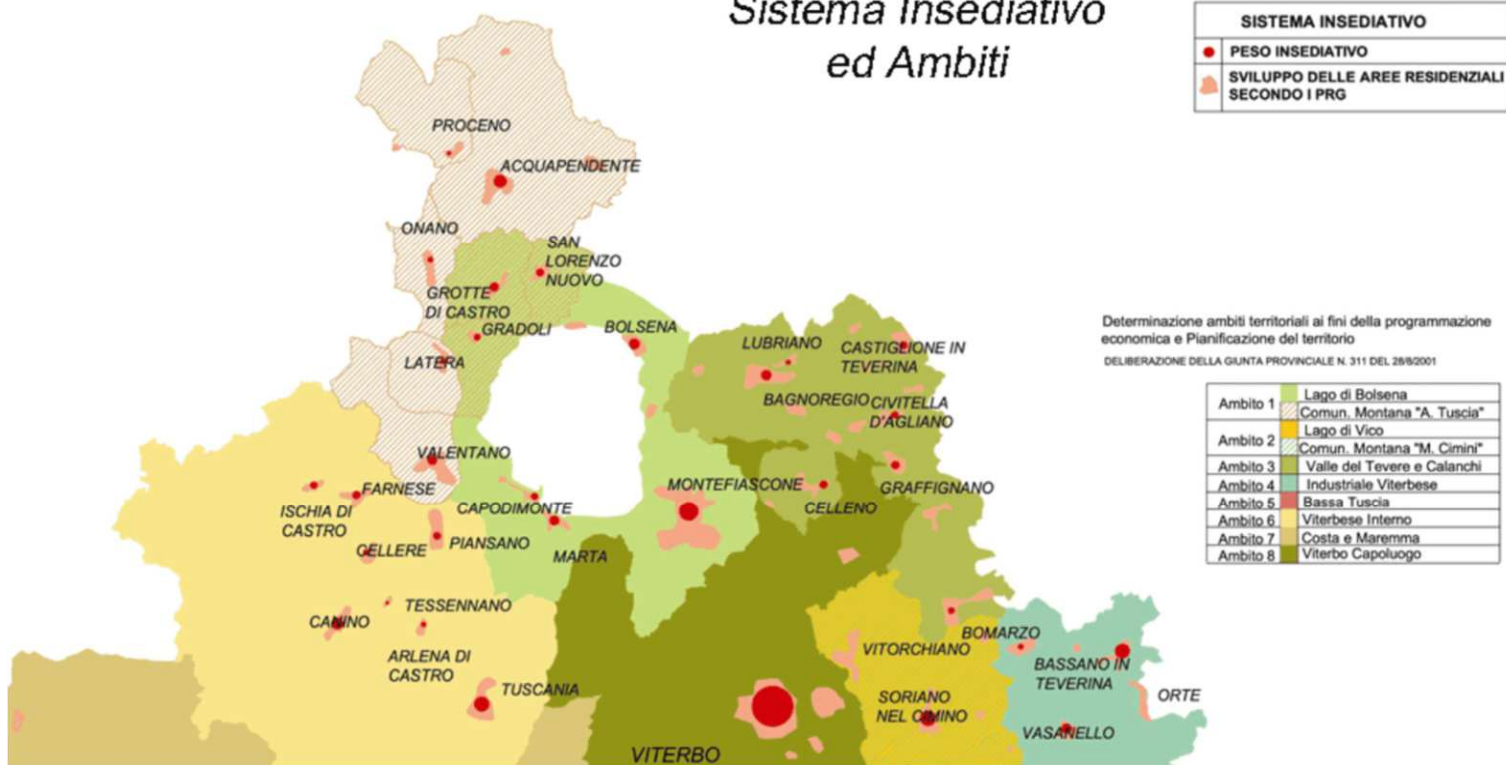 Sistema Insediativo
ed Ambiti
SISTEMA INSEDIATIVO
PESO INSEDIATIVO
SVILUPPO DELLE AREE RESIDENZIALI
SECONDO I PRG
PROCENO
ACQUAPENDENTE
ONANO
SAN
LORENZO
NUOVO
GROTTE
DI CASTRO
GRADOLI
BOLSENA
LATERA
LUBRIANO
CASTIGLIONE IN
TEVERINA
BAGNOREGIO
CIVITELLA
D'AGLIANO
VALENTANO
FARNESE
ISCHIA DI
CASTRO
CAPODIMONTE
MONTEFIASCONE
CELLENO
GRAFFIGNANO
CELLERE
PIANSANO
MARTA
TESSENNANO
CANINO
ARLENA DI
CASTRO
TUSCANIA
VITERBO
VITORCHIANO
BOMARZO
SORIANO
NEL CIMINO
BASSANO IN
TEVERINA
ORTE
VASANELLO
Determinazione ambiti territoriali ai fini della programmazione
economica e Pianificazione del territorio
DELIBERAZIONE DELLA GIUNTA PROVINCIALE N. 311 DEL 28/8/2001
Ambito 1 Lago di Bolsena
Comun. Montana "A. Tuscia"
Ambito 2 Lago di Vico
Comun. Montana "M. Cimini"
Ambito 3 Valle del Tevere e Calanchi
Ambito 4 Industriale Viterbese
Ambito 5 Bassa Tuscia
Ambito 6 Viterbese Interno
Ambito 7 Costa e Maremma
Ambito 8 Viterbo Capoluogo